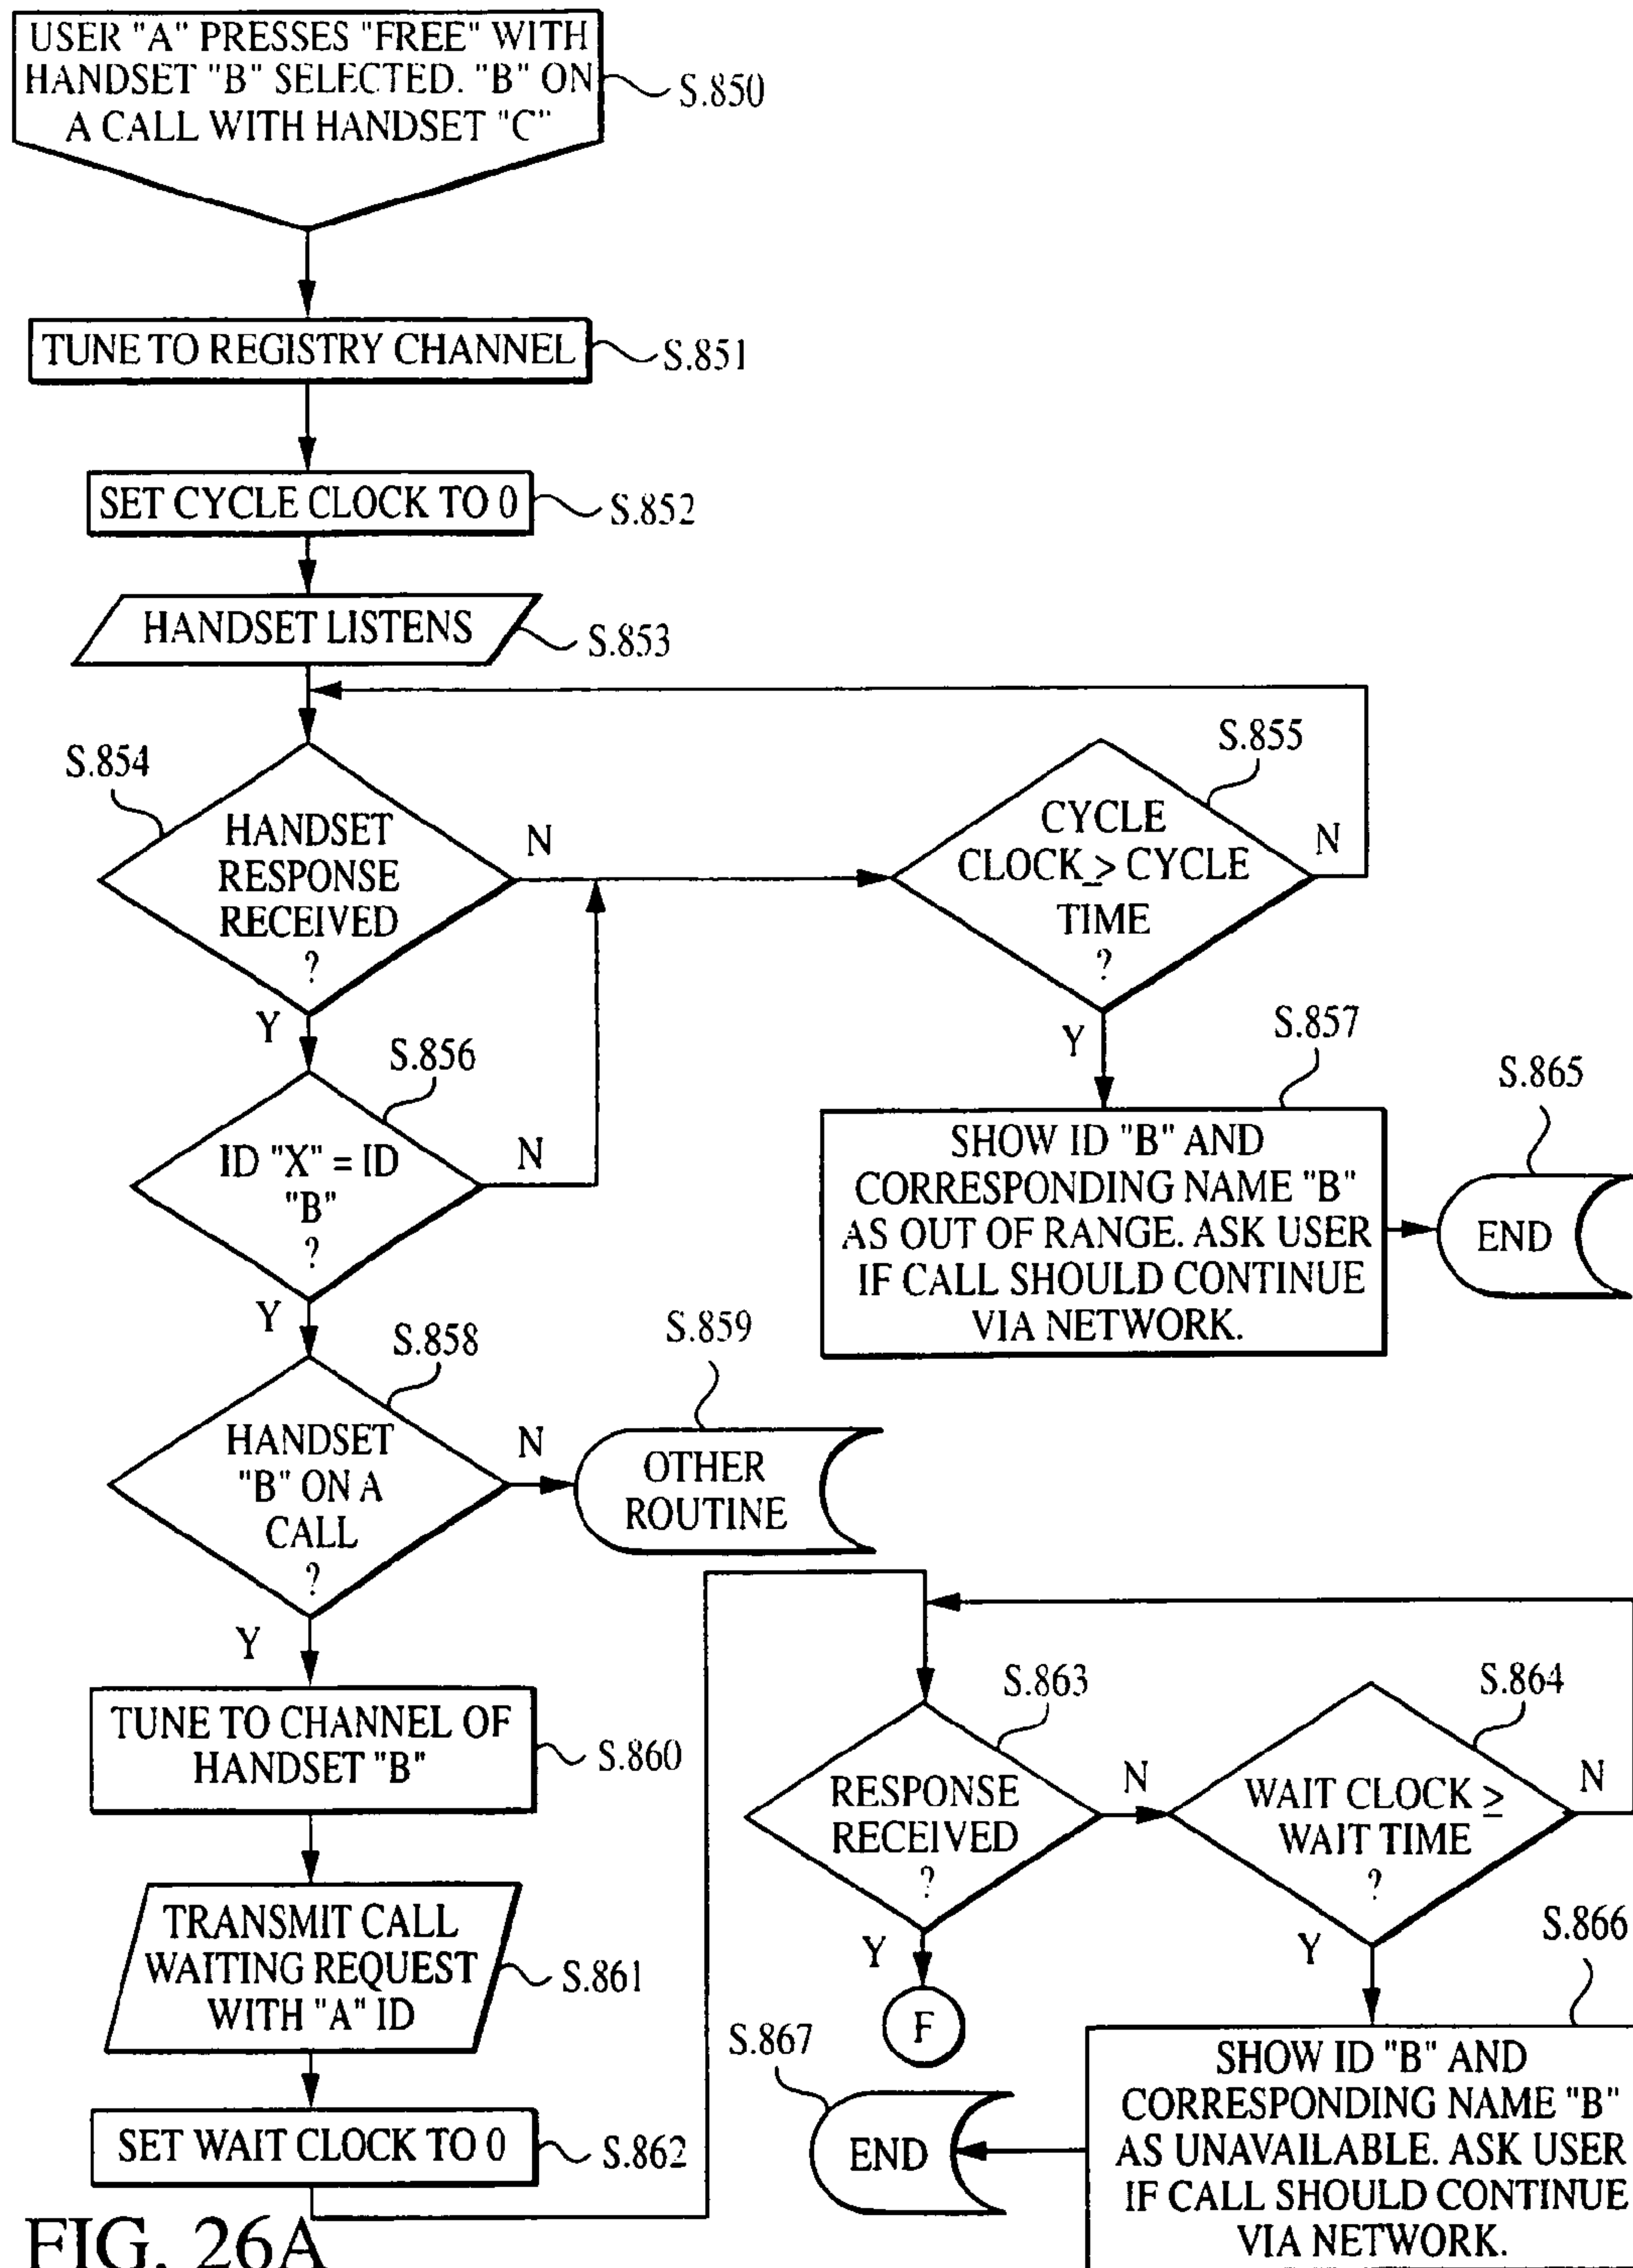 USER "A" PRESSES "FREE" WITH
HANDSET "B" SELECTED. "B" ON
A CALL WITH HANDSET "C"
S.850
TUNE TO REGISTRY CHANNEL
S.851
SET CYCLE CLOCK TO 0
S.852
HANDSET LISTENS
S.853
S.854
HANDSET
RESPONSE
RECEIVED
?
N
Y
S.855
CYCLE
CLOCK ≥ CYCLE
TIME
?
N
Y
S.856
ID "X" = ID
"B"
?
N
Y
S.857
SHOW ID "B" AND
CORRESPONDING NAME "B"
AS OUT OF RANGE. ASK USER
IF CALL SHOULD CONTINUE
VIA NETWORK.
S.865
END
S.858
HANDSET
"B" ON A
CALL
?
N
Y
S.859
OTHER
ROUTINE
TUNE TO CHANNEL OF
HANDSET "B"
S.860
TRANSMIT CALL
WAITING REQUEST
WITH "A" ID
S.861
SET WAIT CLOCK TO 0
S.862
S.863
RESPONSE
RECEIVED
?
N
Y
F
S.864
WAIT CLOCK ≥
WAIT TIME
?
N
Y
S.866
SHOW ID "B" AND
CORRESPONDING NAME "B"
AS UNAVAILABLE. ASK USER
IF CALL SHOULD CONTINUE
VIA NETWORK.
S.867
END
FIG. 26A